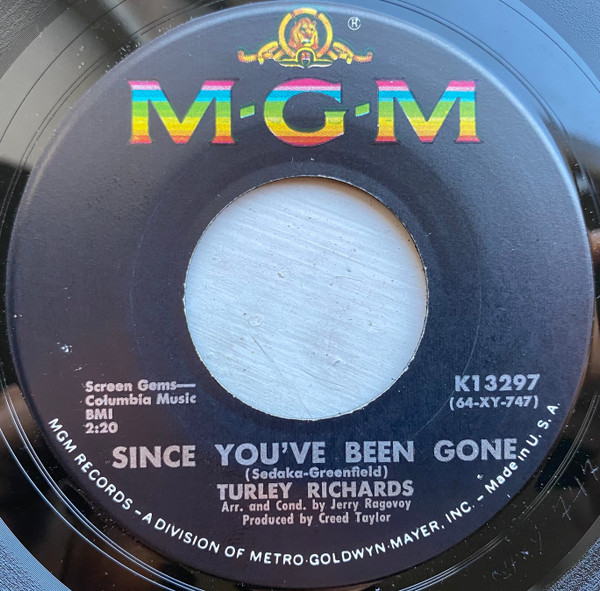 ®
M·G·M
Screen Gems—
Columbia Music
BMI
2:20
K13297
(64-XY-747)
SINCE YOU'VE BEEN GONE
(Sedaka-Greenfield)
TURLEY RICHARDS
Arr. and Cond. by Jerry Ragovoy
Produced by Creed Taylor
MGM RECORDS – A DIVISION OF METRO-GOLDWYN-MAYER, INC. – Made in U.S.A.